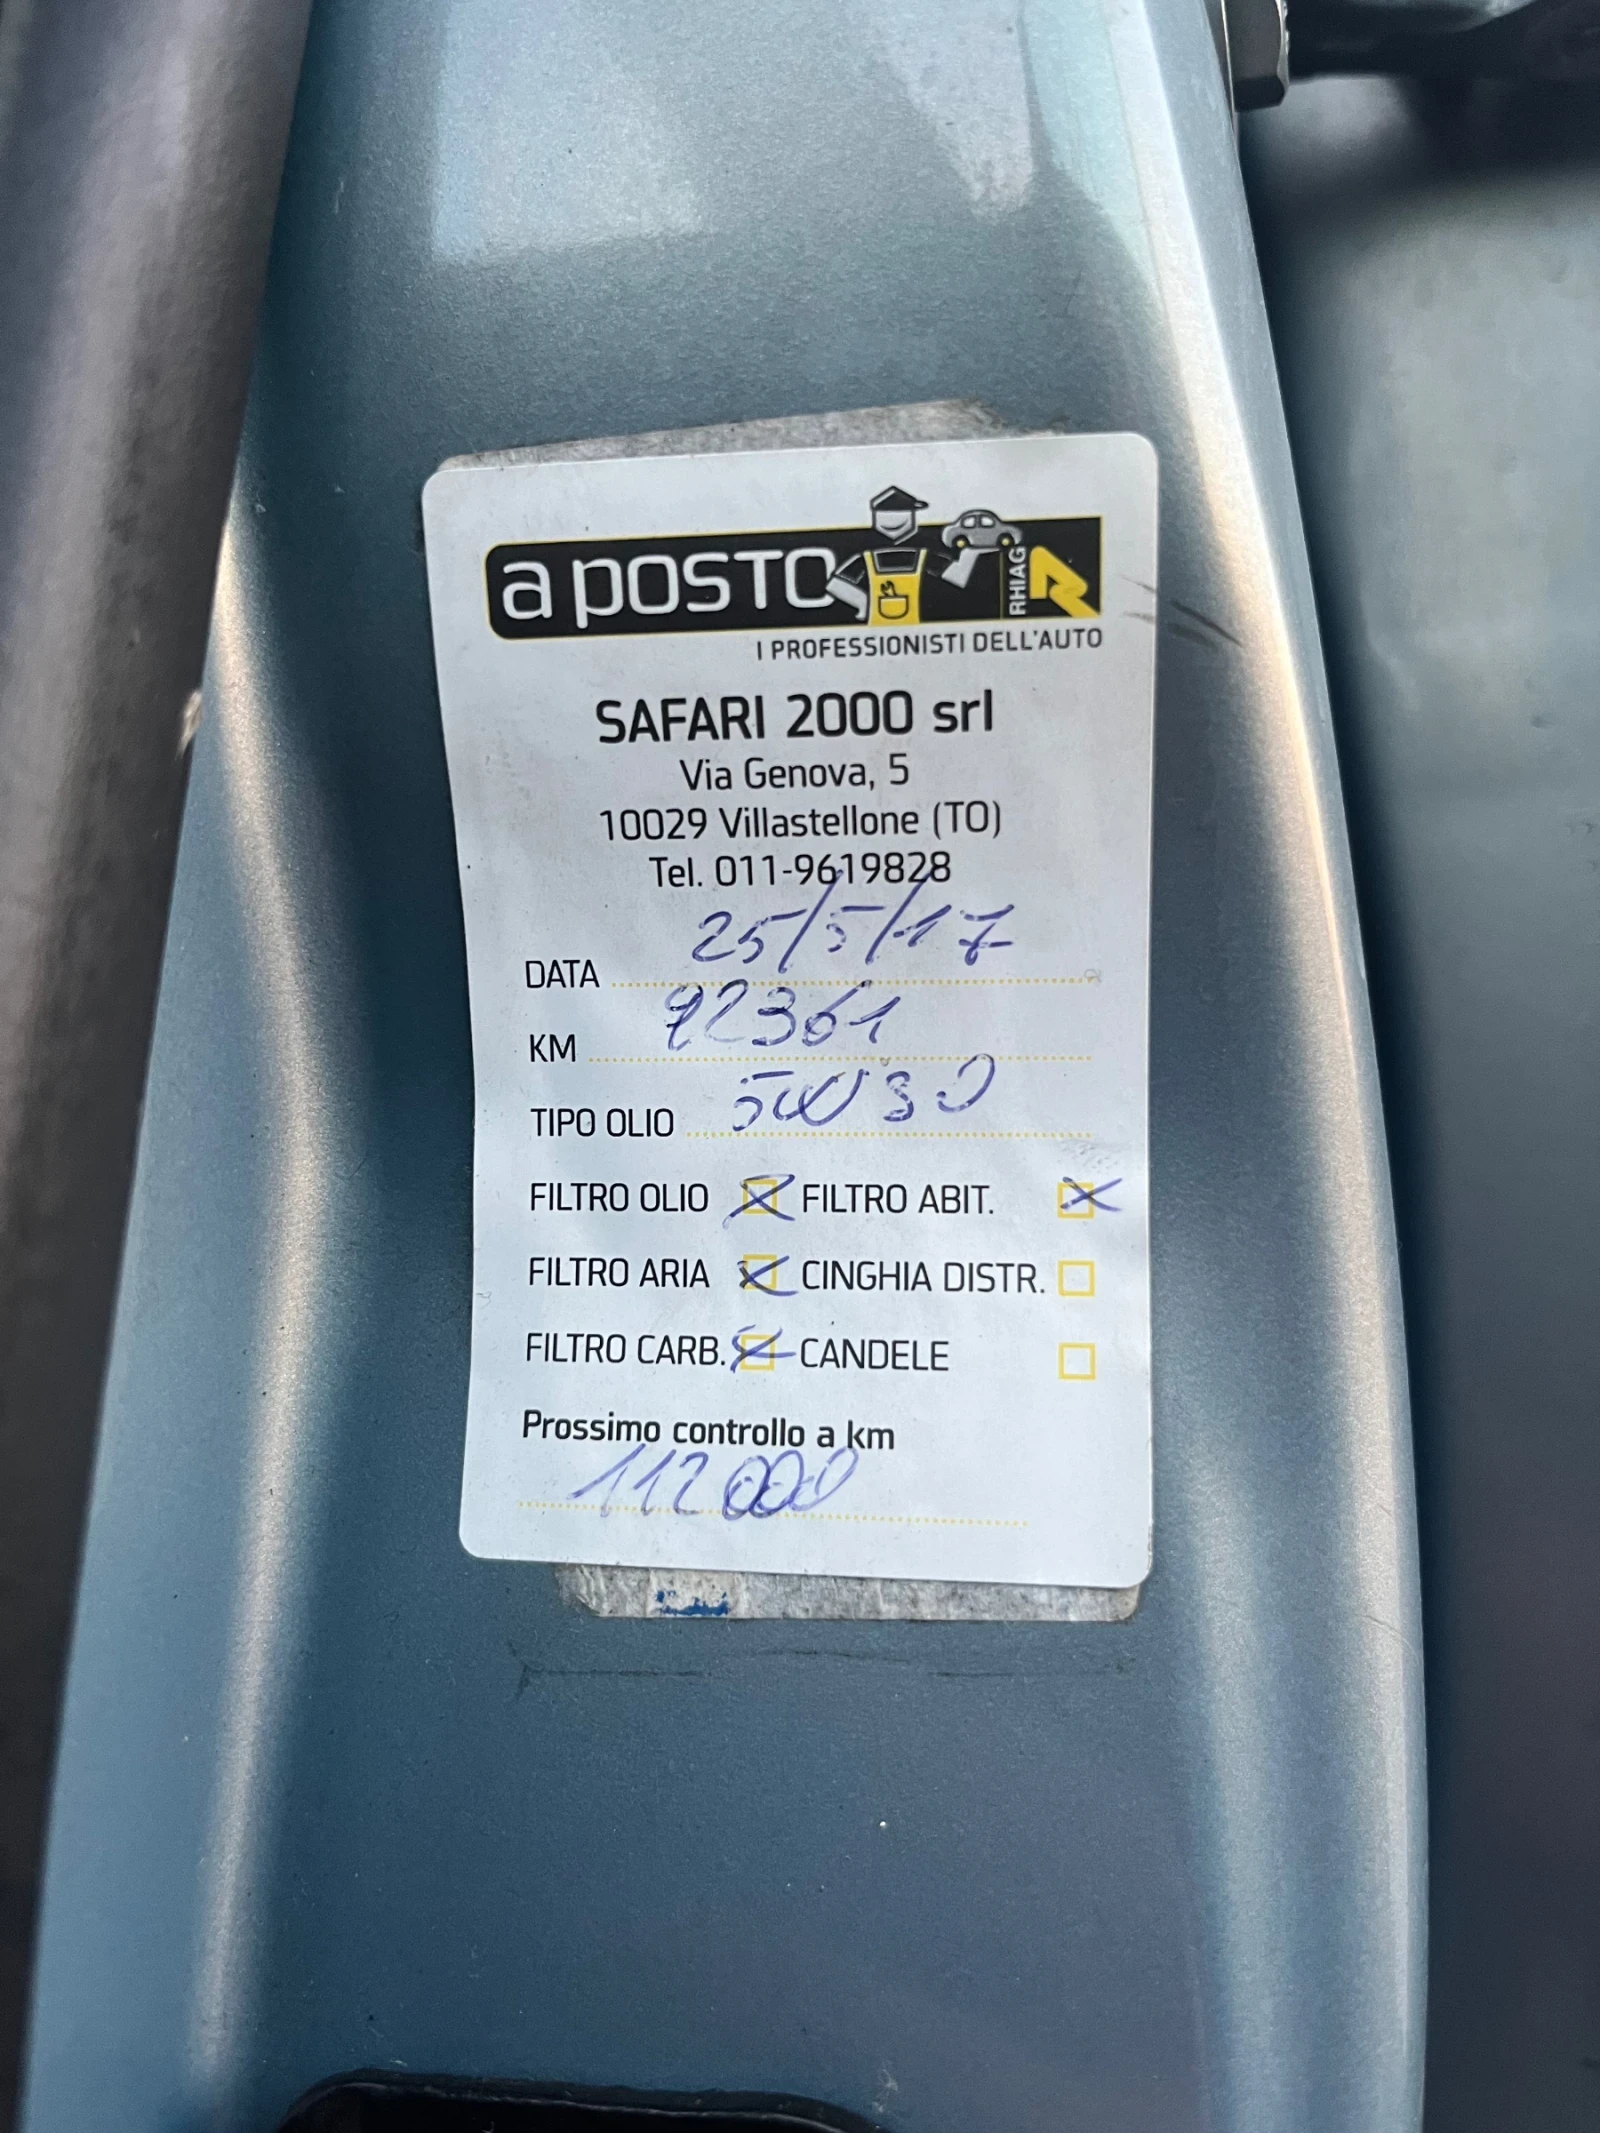 a posto
RHIAG
I PROFESSIONISTI DELL'AUTO
SAFARI 2000 srl
Via Genova, 5
10029 Villastellone (TO)
Tel. 011-9619828
DATA 25/5/17
KM 92361
TIPO OLIO 5W30
FILTRO OLIO FILTRO ABIT.
FILTRO ARIA CINGHIA DISTR.
FILTRO CARB. CANDELE
Prossimo controllo a km
112000